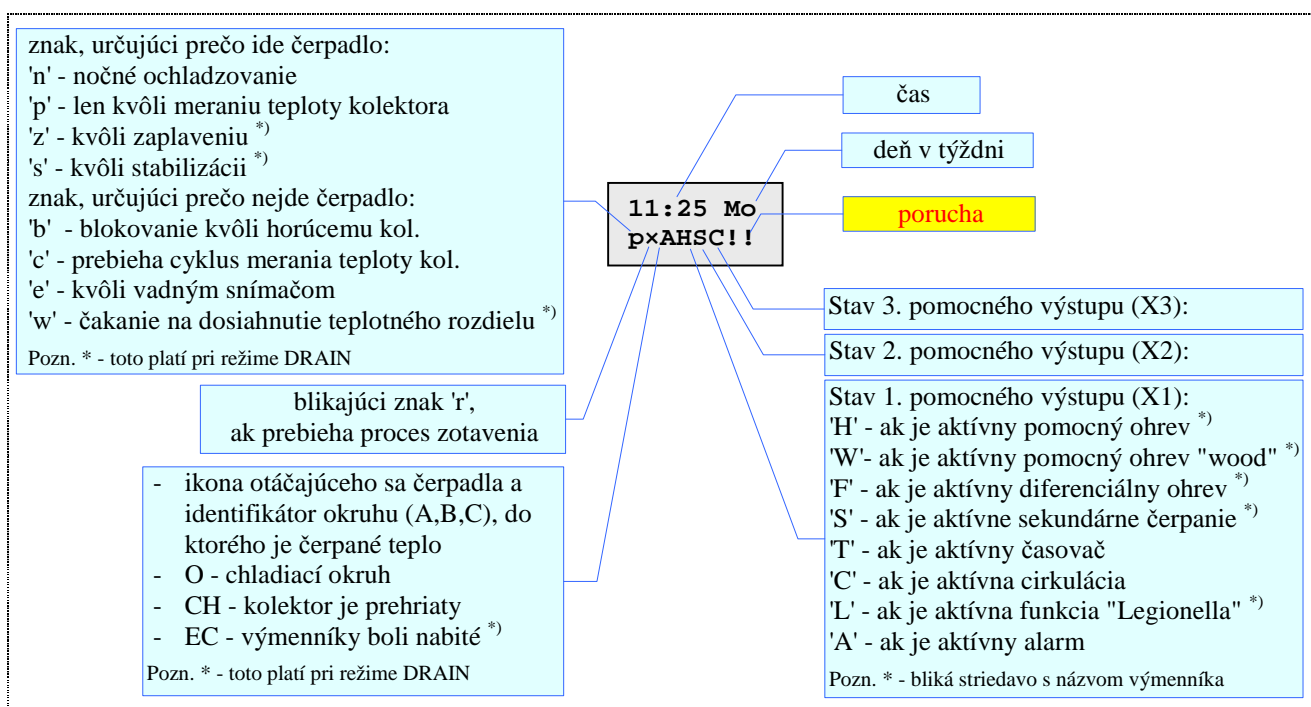 znak, určujúci prečo ide čerpadlo:
'n' - nočné ochladzovanie
'p' - len kvôli meraniu teploty kolektora
'z' - kvôli zaplaveniu *)
's' - kvôli stabilizácii *)
znak, určujúci prečo nejde čerpadlo:
'b' - blokovanie kvôli horúcemu kol.
'c' - prebieha cyklus merania teploty kol.
'e' - kvôli vadným snímačom
'w' - čakanie na dosiahnutie teplotného rozdielu *)
Pozn. * - toto platí pri režime DRAIN
blikajúci znak 'r',
ak prebieha proces zotavenia
- ikona otáčajúceho sa čerpadla a
identifikátor okruhu (A,B,C), do
ktorého je čerpané teplo
- O - chladiací okruh
- CH - kolektor je prehriaty
- EC - výmenníky boli nabité *)
Pozn. * - toto platí pri režime DRAIN
11:25 Mo
p×AHSC!!
čas
deň v týždni
porucha
Stav 3. pomocného výstupu (X3):
Stav 2. pomocného výstupu (X2):
Stav 1. pomocného výstupu (X1):
'H' - ak je aktívny pomocný ohrev *)
'W'- ak je aktívny pomocný ohrev "wood" *)
'F' - ak je aktívny diferenciálny ohrev *)
'S' - ak je aktívne sekundárne čerpanie *)
'T' - ak je aktívny časovač
'C' - ak je aktívna cirkulácia
'L' - ak je aktívna funkcia "Legionella" *)
'A' - ak je aktívny alarm
Pozn. * - bliká striedavo s názvom výmenníka